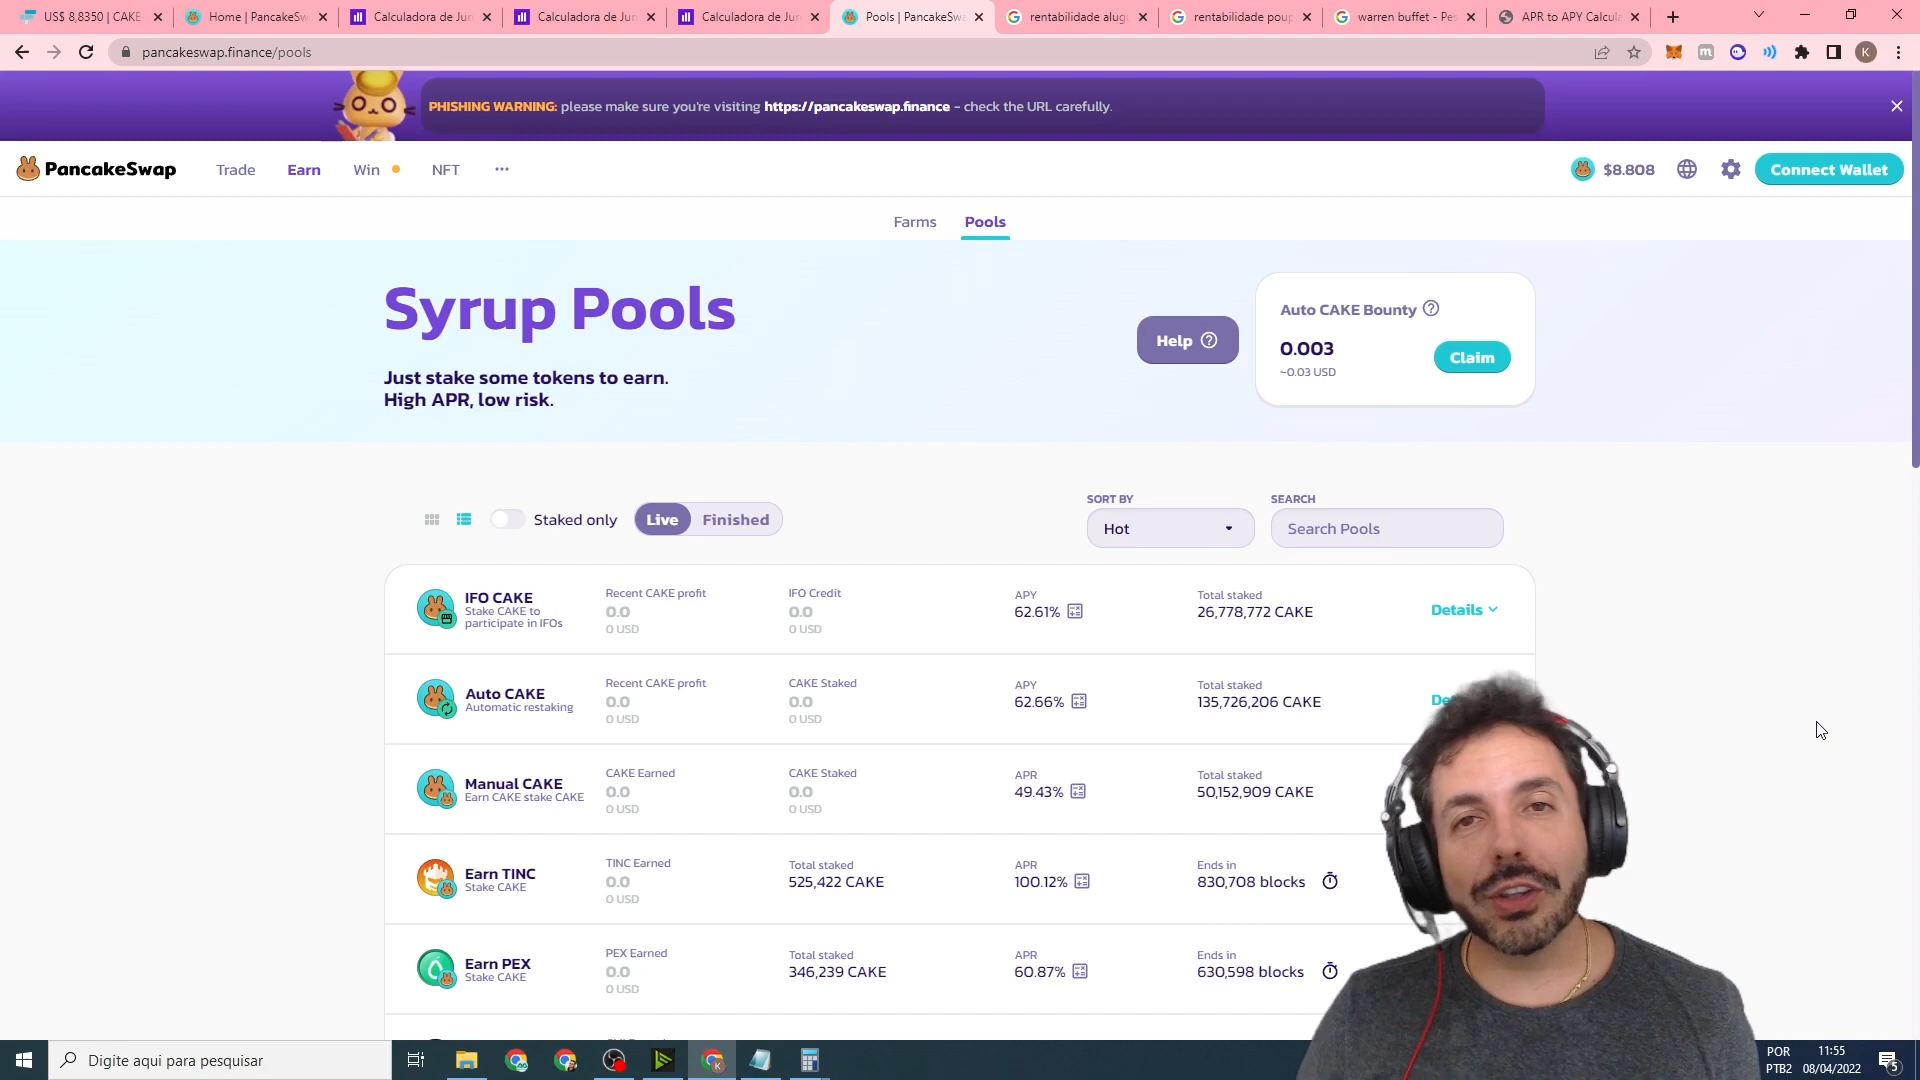 US$ 8,8350 | CAKE
Home | PancakeSw
Calculadora de Jur
Calculadora de Jur
Calculadora de Jur
Pools | PancakeSwa
rentabilidade alug
rentabilidade poup
warren buffet - Pes
APR to APY Calcula
pancakeswap.finance/pools
K
PHISHING WARNING: please make sure you're visiting https://pancakeswap.finance - check the URL carefully.
PancakeSwap
Trade
Earn
Win
NFT
$8.808
Connect Wallet
Farms
Pools
Syrup Pools
Just stake some tokens to earn.
High APR, low risk.
Help
Auto CAKE Bounty
0.003
~0.03 USD
Claim
Staked only
Live
Finished
SORT BY
Hot
SEARCH
Search Pools
IFO CAKE
Stake CAKE to
participate in IFOs
Recent CAKE profit
0.0
0 USD
IFO Credit
0.0
0 USD
APY
62.61%
Total staked
26,778,772 CAKE
Details
Auto CAKE
Automatic restaking
Recent CAKE profit
0.0
0 USD
CAKE Staked
0.0
0 USD
APY
62.66%
Total staked
135,726,206 CAKE
Manual CAKE
Earn CAKE stake CAKE
CAKE Earned
0.0
0 USD
CAKE Staked
0.0
0 USD
APR
49.43%
Total staked
50,152,909 CAKE
Earn TINC
Stake CAKE
TINC Earned
0.0
0 USD
Total staked
525,422 CAKE
APR
100.12%
Ends in
830,708 blocks
Earn PEX
Stake CAKE
PEX Earned
0.0
0 USD
Total staked
346,239 CAKE
APR
60.87%
Ends in
630,598 blocks
Digite aqui para pesquisar
POR
PTB2
11:55
08/04/2022
5